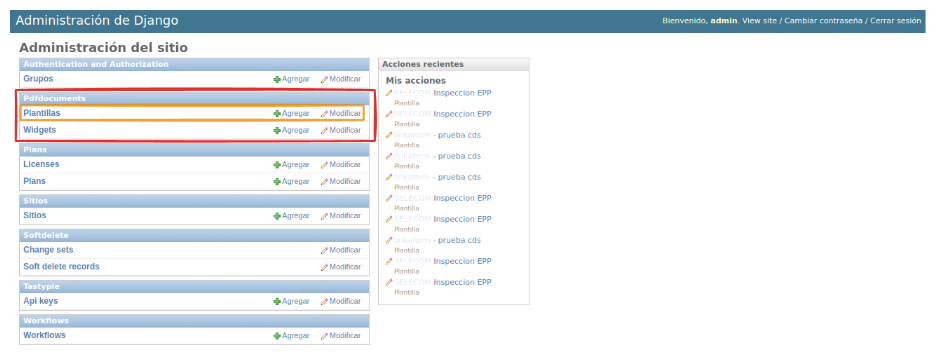 Administración de Django
Bienvenido, admin. View site / Cambiar contraseña / Cerrar sesión
Administración del sitio
Authentication and Authorization
Grupos Agregar Modificar
Pdfdocuments
Plantillas Agregar Modificar
Widgets Agregar Modificar
Plans
Licenses Agregar Modificar
Plans Agregar Modificar
Sitios
Sitios Agregar Modificar
Softdelete
Change sets Modificar
Soft delete records Modificar
Tastypie
Api keys Agregar Modificar
Workflows
Workflows Agregar Modificar
Acciones recientes
Mis acciones
SELECOM Inspeccion EPP
Plantilla
SELECOM Inspeccion EPP
Plantilla
linkaform - prueba cds
Plantilla
linkaform - prueba cds
Plantilla
linkaform - prueba cds
Plantilla
SELECOM Inspeccion EPP
Plantilla
SELECOM Inspeccion EPP
Plantilla
linkaform - prueba cds
Plantilla
SELECOM Inspeccion EPP
Plantilla
SELECOM Inspeccion EPP
Plantilla